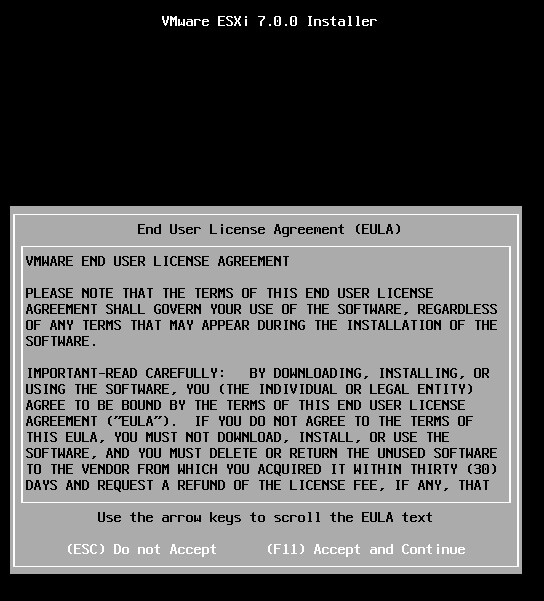 VMware ESXi 7.0.0 Installer
End User License Agreement (EULA)
VMWARE END USER LICENSE AGREEMENT
PLEASE NOTE THAT THE TERMS OF THIS END USER LICENSE
AGREEMENT SHALL GOVERN YOUR USE OF THE SOFTWARE, REGARDLESS
OF ANY TERMS THAT MAY APPEAR DURING THE INSTALLATION OF THE
SOFTWARE.
IMPORTANT-READ CAREFULLY:   BY DOWNLOADING, INSTALLING, OR
USING THE SOFTWARE, YOU (THE INDIVIDUAL OR LEGAL ENTITY)
AGREE TO BE BOUND BY THE TERMS OF THIS END USER LICENSE
AGREEMENT ("EULA").  IF YOU DO NOT AGREE TO THE TERMS OF
THIS EULA, YOU MUST NOT DOWNLOAD, INSTALL, OR USE THE
SOFTWARE, AND YOU MUST DELETE OR RETURN THE UNUSED SOFTWARE
TO THE VENDOR FROM WHICH YOU ACQUIRED IT WITHIN THIRTY (30)
DAYS AND REQUEST A REFUND OF THE LICENSE FEE, IF ANY, THAT
Use the arrow keys to scroll the EULA text
(ESC) Do not Accept      (F11) Accept and Continue